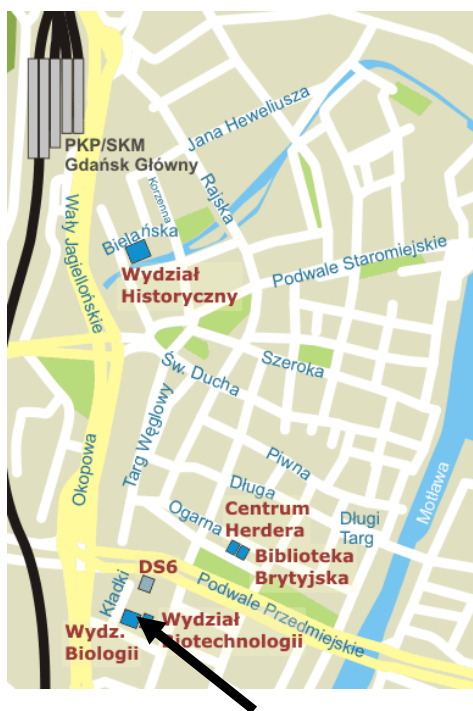 PKP/SKM
Gdańsk Główny
Jana Heweliusza
Korzenna
Rajska
Wały Jagiellońskie
Bielańska
Wydział
Historyczny
Podwale Staromiejskie
Szeroka
Św. Ducha
Targ Węglowy
Okopowa
Piwna
Długa
Ogarna
Centrum
Herdera
Długi
Targ
Motława
Biblioteka
Brytyjska
DS6
Kładki
Podwale Przedmiejskie
Wydz.
Biologii
Wydział
Biotechnologii